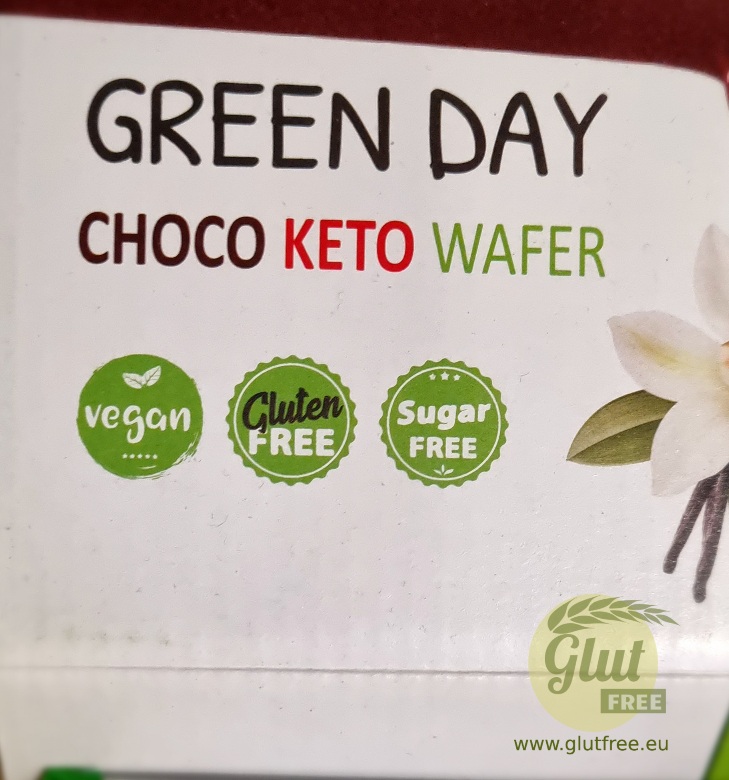 GREEN DAY
CHOCO KETO WAFER
vegan
Gluten
FREE
Sugar
FREE
Glut
FREE
www.glutfree.eu